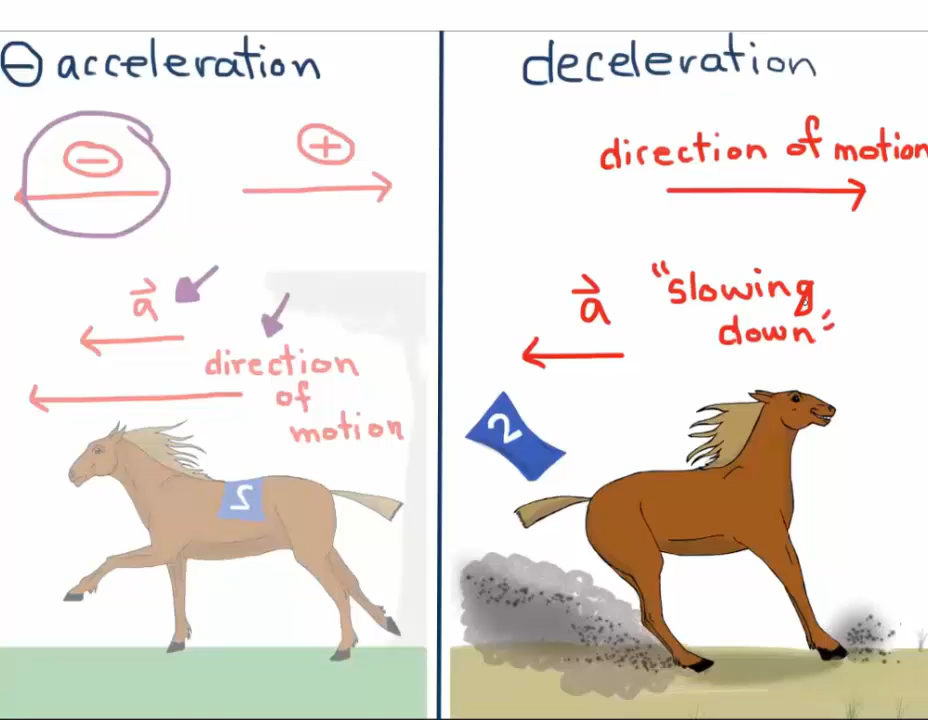 ⊖ acceleration
⊖
⊕
a
direction
of
motion
2
deceleration
direction of motion
a
"slowing
down"
2